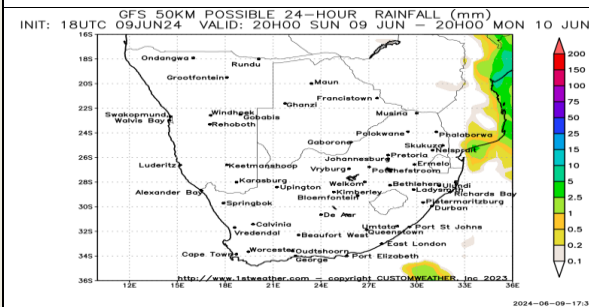 GFS 50KM POSSIBLE 24-HOUR RAINFALL (mm)
INIT: 18UTC 09JUN24 VALID: 20H00 SUN 09 JUN - 20H00 MON 10 JUN
16S
Ondangwa
Rundu
18S
Grootfontein
20S
Maun
Ghanzi
Francistown
22S
Musina
Swakopmund
Walvis Bay
Windhoek
Gobabis
Rehoboth
24S
Polokwane
Phalaborwa
Gaborone
Skukuza
Nelspruit
Pretoria
Johannesburg
26S
Luderitz
Keetmanshoop
Vryburg
Potchefstroom
Ermelo
Karasburg
Upington
Welkom
Bethlehem
Ulundi
28S
Alexander Bay
Kimberley
Ladysmith
Richards Bay
Bloemfontein
Pietermaritzburg
Springbok
Durban
30S
De Aar
Calvinia
Umtata
Port St Johns
Vredendal
Beaufort West
Queenstown
32S
East London
Worcester
Oudtshoorn
Cape Town
George
Port Elizabeth
34S
http://www.1stweather.com - copyright CUSTOMWEATHER, Inc 2023
36S
12E 15E 18E 21E 24E 27E 30E 33E 36E
200
150
100
75
50
25
15
10
5
2.5
1
0.5
0.2
0.1